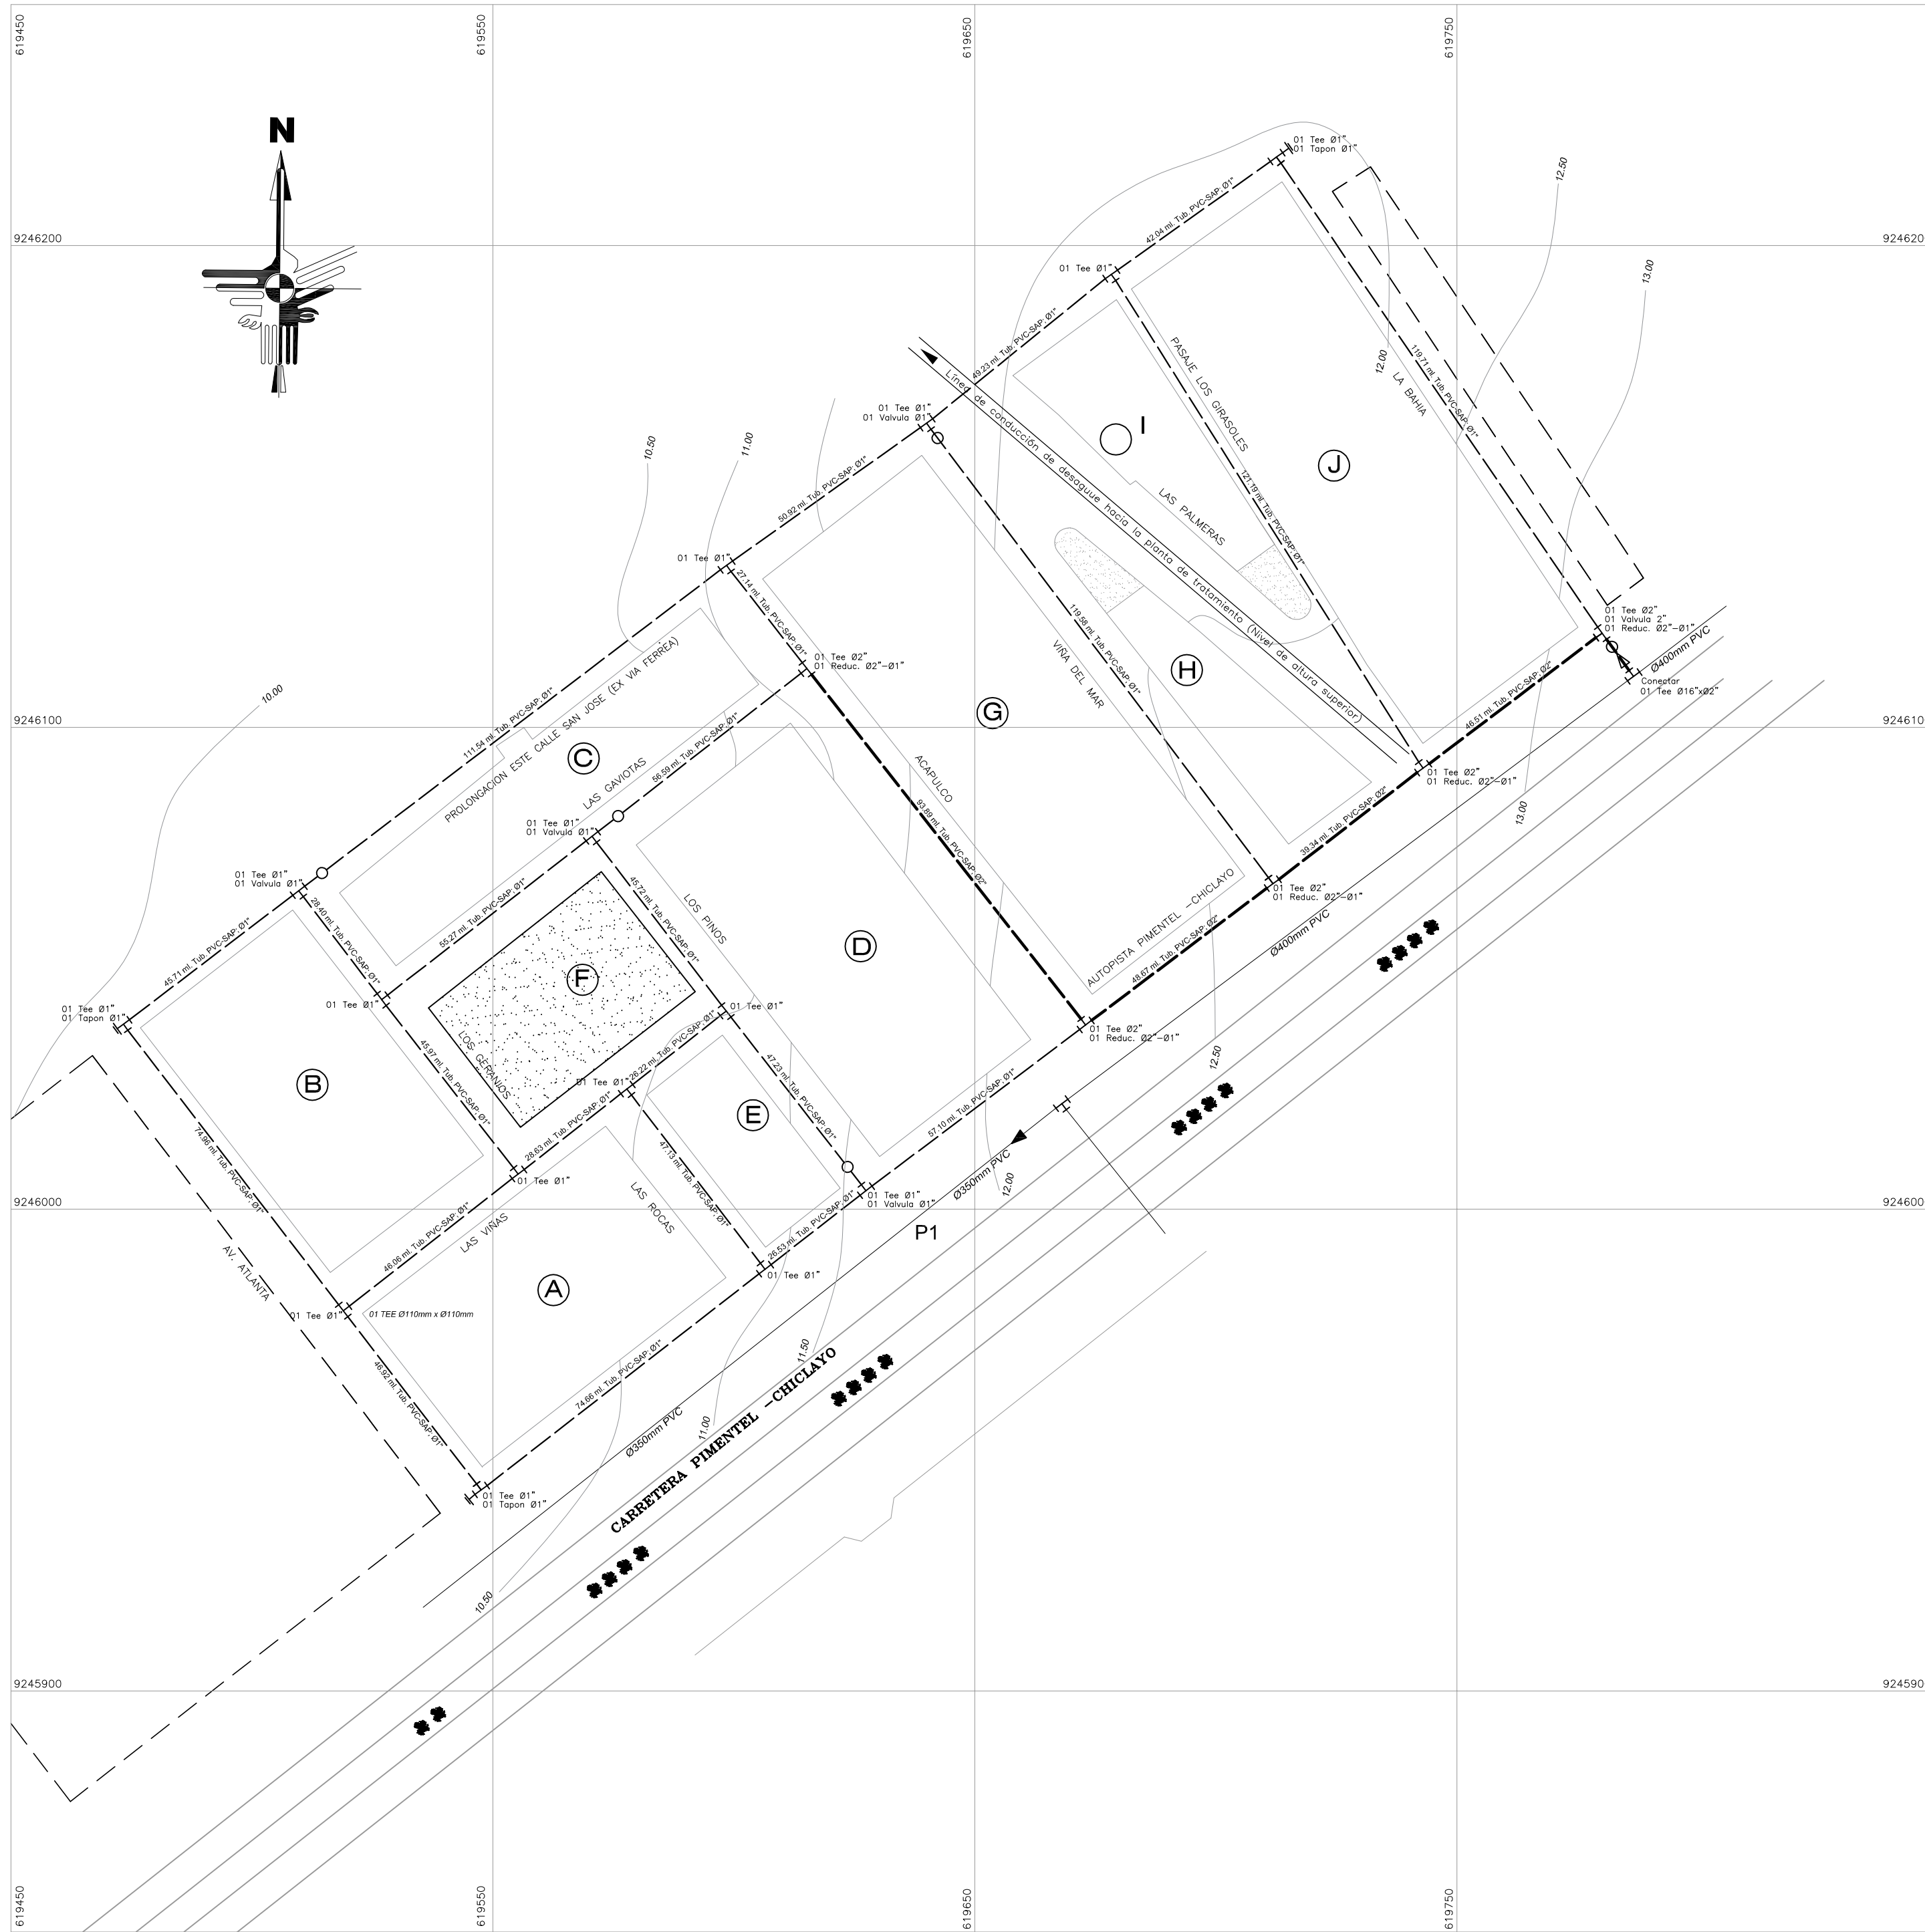 619450
619550
619650
619750
N
9246200
924620
01 Tee Ø1"
01 Tapon Ø1"
42.04 ml. Tub. PVC-SAP; Ø1"
12.50
13.00
01 Tee Ø1"
49.23 ml. Tub. PVC-SAP; Ø1"
PASAJE LOS GIRASOLES
12.00
119.71 ml. Tub. PVC-SAP; Ø1"
LA BAHIA
01 Tee Ø1"
01 Valvula Ø1"
Línea de conducción de desaguue hacia la planta de tratamiento (Nivel de altura superior)
I
J
10.50
11.00
50.92 ml. Tub. PVC-SAP; Ø1"
121.19 ml. Tub. PVC-SAP; Ø1"
LAS PALMERAS
01 Tee Ø1"
27.14 ml. Tub. PVC-SAP; Ø1"
119.58 ml. Tub. PVC-SAP; Ø1"
VIÑA DEL MAR
H
01 Tee Ø2"
01 Valvula 2"
01 Reduc. Ø2"-Ø1"
Ø400mm PVC
Conectar
01 Tee Ø16"xØ2"
01 Tee Ø2"
01 Reduc. Ø2"-Ø1"
PROLONGACION ESTE CALLE SAN JOSE (EX VIA FERREA)
10.00
111.54 ml. Tub. PVC-SAP; Ø1"
G
46.51 ml. Tub. PVC-SAP; Ø2"
9246100
924610
C
LAS GAVIOTAS
56.59 ml. Tub. PVC-SAP; Ø1"
ACAPULCO
93.89 ml. Tub. PVC-SAP; Ø2"
01 Tee Ø2"
01 Reduc. Ø2"-Ø1"
13.00
01 Tee Ø1"
01 Valvula Ø1"
39.34 ml. Tub. PVC-SAP; Ø2"
01 Tee Ø1"
01 Valvula Ø1"
28.40 ml. Tub. PVC-SAP; Ø1"
55.27 ml. Tub. PVC-SAP; Ø1"
45.72 ml. Tub. PVC-SAP; Ø1"
LOS PINOS
D
AUTOPISTA PIMENTEL -CHICLAYO
01 Tee Ø2"
01 Reduc. Ø2"-Ø1"
45.71 ml. Tub. PVC-SAP; Ø1"
F
48.67 ml. Tub. PVC-SAP; Ø2"
Ø400mm PVC
01 Tee Ø1"
01 Tapon Ø1"
01 Tee Ø1"
01 Tee Ø1"
01 Tee Ø2"
01 Reduc. Ø2"-Ø1"
B
45.97 ml. Tub. PVC-SAP; Ø1"
LOS GERANIOS
26.22 ml. Tub. PVC-SAP; Ø1"
01 Tee Ø1"
47.23 ml. Tub. PVC-SAP; Ø1"
12.50
E
57.10 ml. Tub. PVC-SAP; Ø1"
28.63 ml. Tub. PVC-SAP; Ø1"
47.13 ml. Tub. PVC-SAP; Ø1"
74.96 ml. Tub. PVC-SAP; Ø1"
01 Tee Ø1"
LAS ROCAS
01 Tee Ø1"
01 Valvula Ø1"
Ø350mm PVC
12.00
9246000
924600
P1
46.06 ml. Tub. PVC-SAP; Ø1"
LAS VIÑAS
26.53 ml. Tub. PVC-SAP; Ø1"
AV. ATLANTA
01 Tee Ø1"
A
01 Tee Ø1"
01 TEE Ø110mm x Ø110mm
11.50
46.92 ml. Tub. PVC-SAP; Ø1"
74.66 ml. Tub. PVC-SAP; Ø1"
11.00
Ø350mm PVC
CARRETERA PIMENTEL -CHICLAYO
01 Tee Ø1"
01 Tapon Ø1"
10.50
9245900
924590
619450
619550
619650
619750